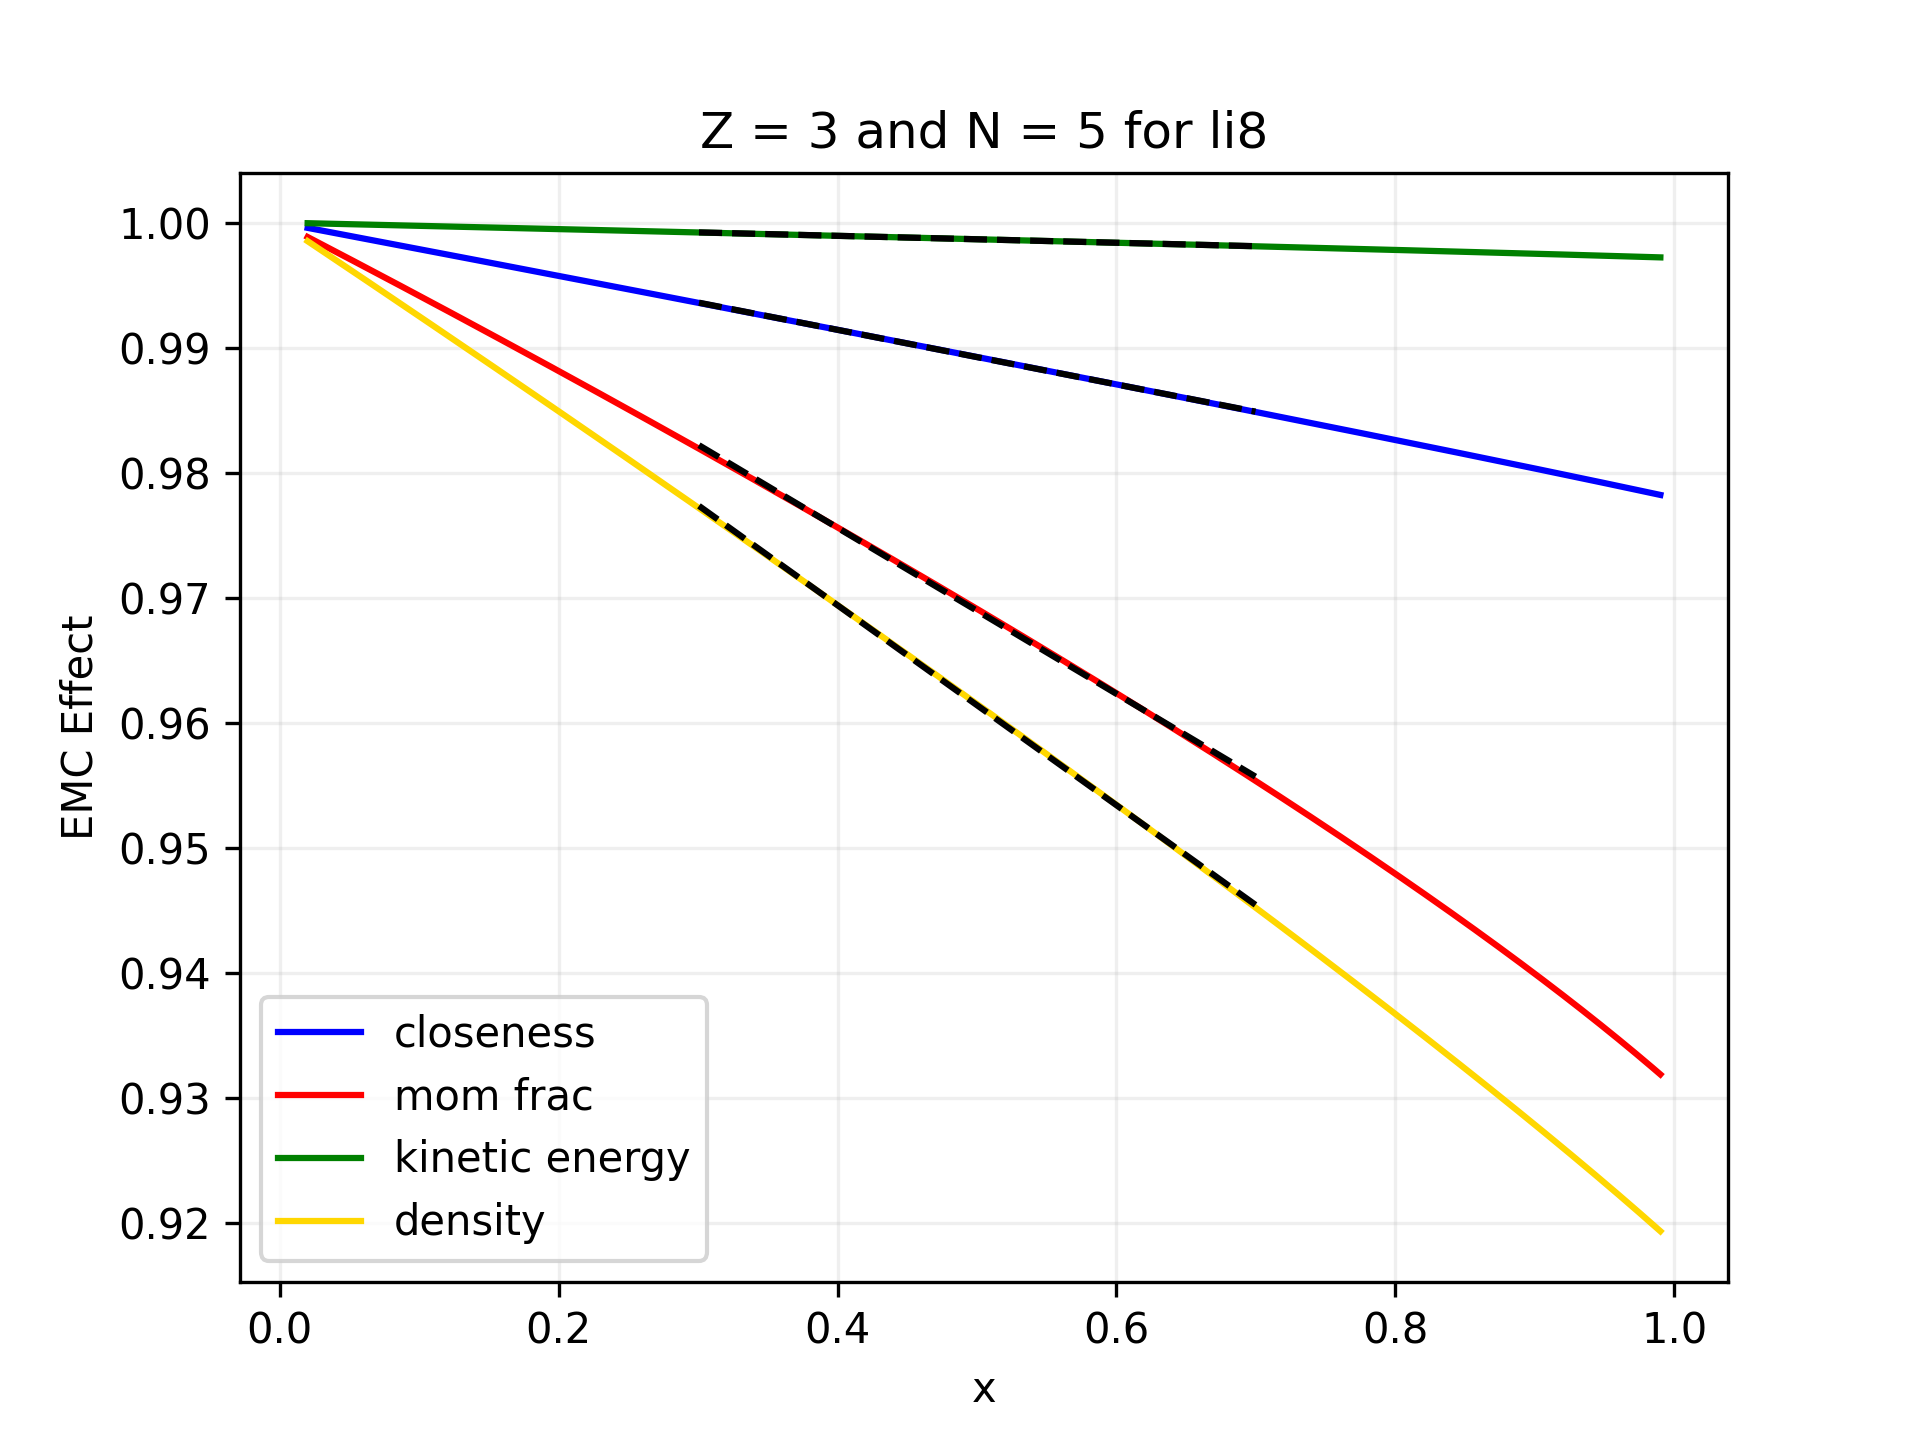 Z = 3 and N = 5 for li8
1.00
0.99
0.98
0.97
0.96
0.95
0.94
0.93
0.92
EMC Effect
closeness
mom frac
kinetic energy
density
0.0 0.2 0.4 0.6 0.8 1.0
x